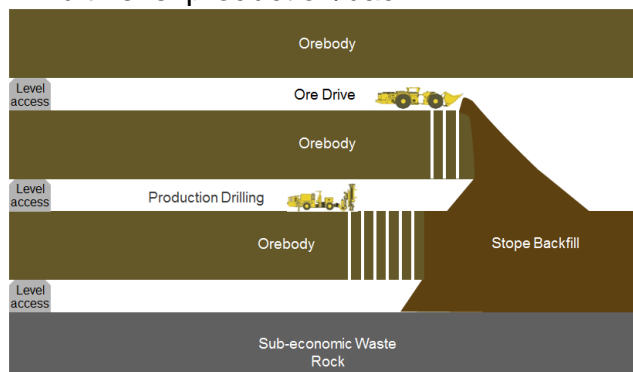 Orebody
Level
access
Ore Drive
Orebody
Level
access
Production Drilling
Orebody
Stope Backfill
Level
access
Sub-economic Waste
Rock